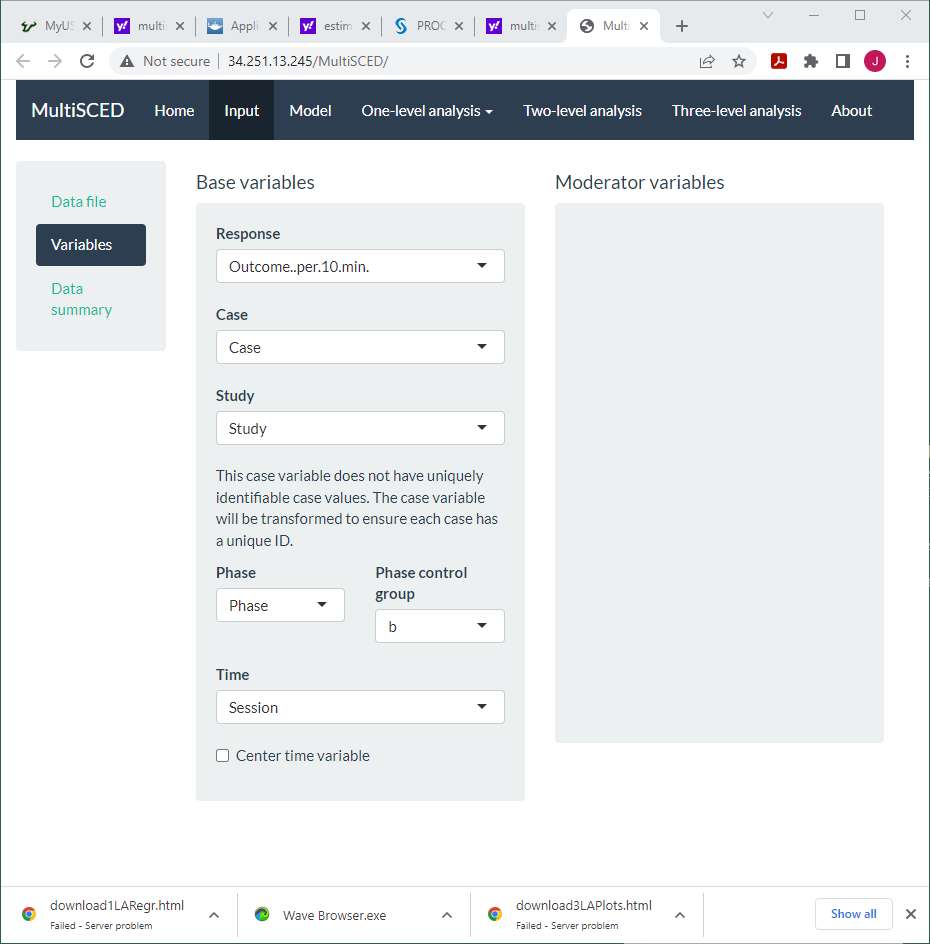 MyUS
multi
Appli
estim
PROC
multi
Multi
Not secure 34.251.13.245/MultiSCED/
J
MultiSCED Home Input Model One-level analysis Two-level analysis Three-level analysis About
Data file
Variables
Data
summary
Base variables
Response
Outcome..per.10.min.
Case
Case
Study
Study
This case variable does not have uniquely
identifiable case values. The case variable
will be transformed to ensure each case has
a unique ID.
Phase
Phase
Phase control
group
b
Time
Session
Center time variable
Moderator variables
download1LARegr.html
Failed - Server problem
Wave Browser.exe
download3LAPlots.html
Failed - Server problem
Show all